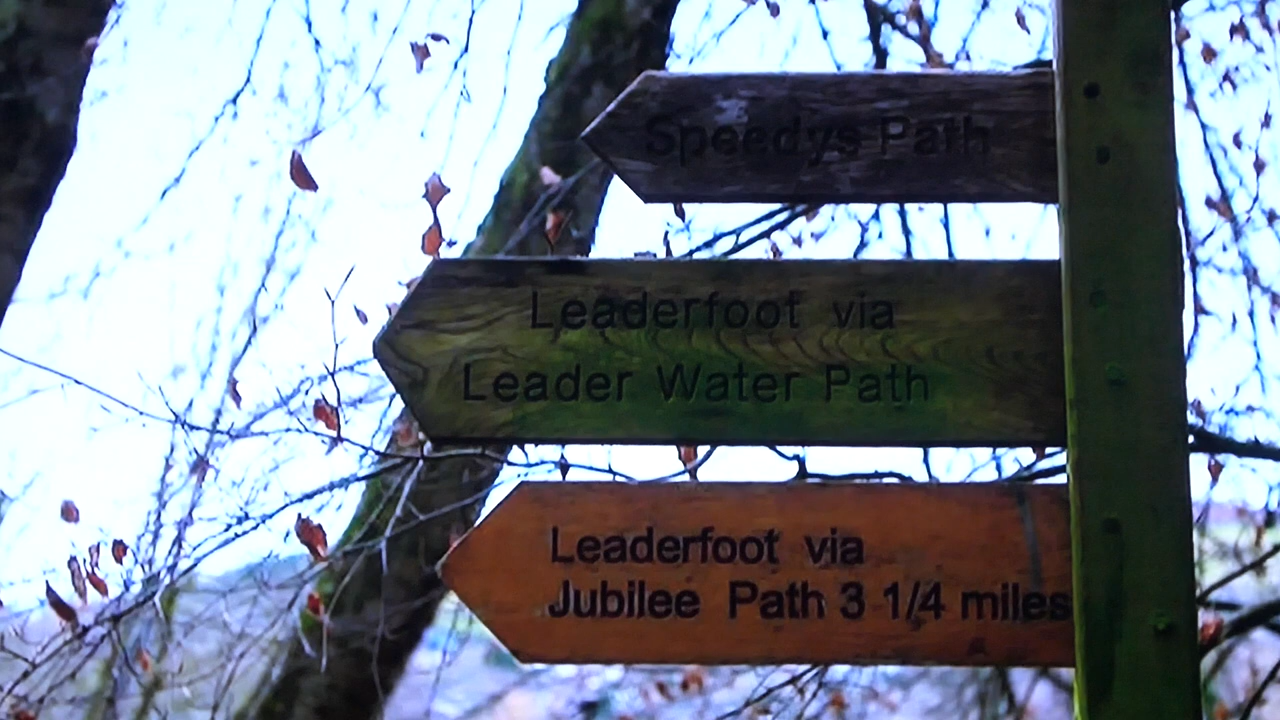 Speedys Path
Leaderfoot via
Leader Water Path
Leaderfoot via
Jubilee Path 3 1/4 miles